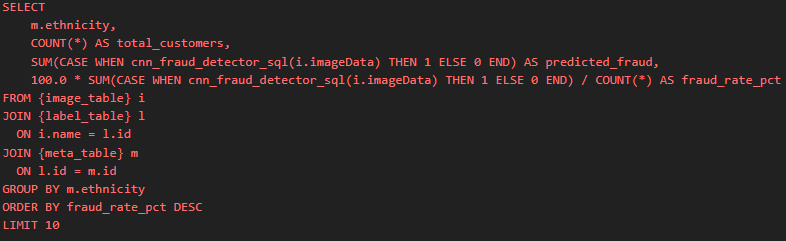 SELECT
    m.ethnicity,
    COUNT(*) AS total_customers,
    SUM(CASE WHEN cnn_fraud_detector_sql(i.imageData) THEN 1 ELSE 0 END) AS predicted_fraud,
    100.0 * SUM(CASE WHEN cnn_fraud_detector_sql(i.imageData) THEN 1 ELSE 0 END) / COUNT(*) AS fraud_rate_pct
FROM {image_table} i
JOIN {label_table} l
  ON i.name = l.id
JOIN {meta_table} m
  ON l.id = m.id
GROUP BY m.ethnicity
ORDER BY fraud_rate_pct DESC
LIMIT 10